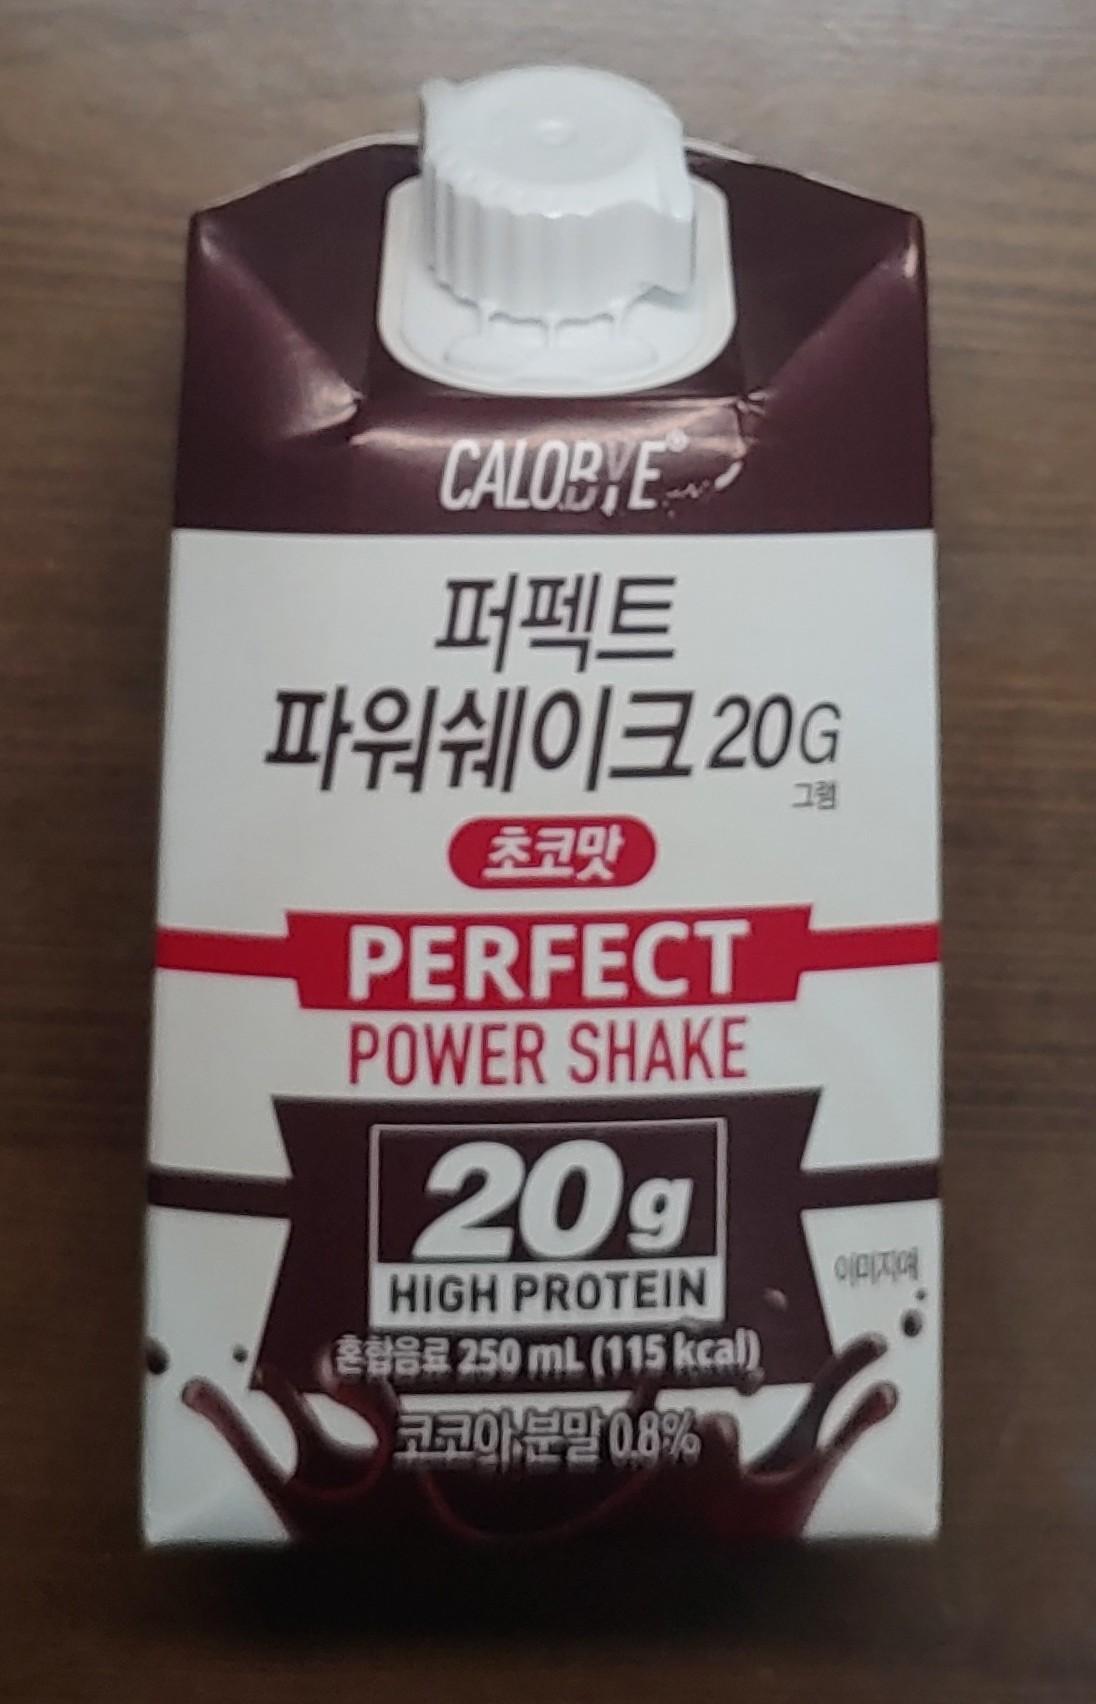 CALOBYE®
퍼펙트
파워쉐이크 20G
그램
초코맛
PERFECT
POWER SHAKE
20g
HIGH PROTEIN
이미지예
혼합음료 250 mL (115 kcal)
코코아분말 0.8%